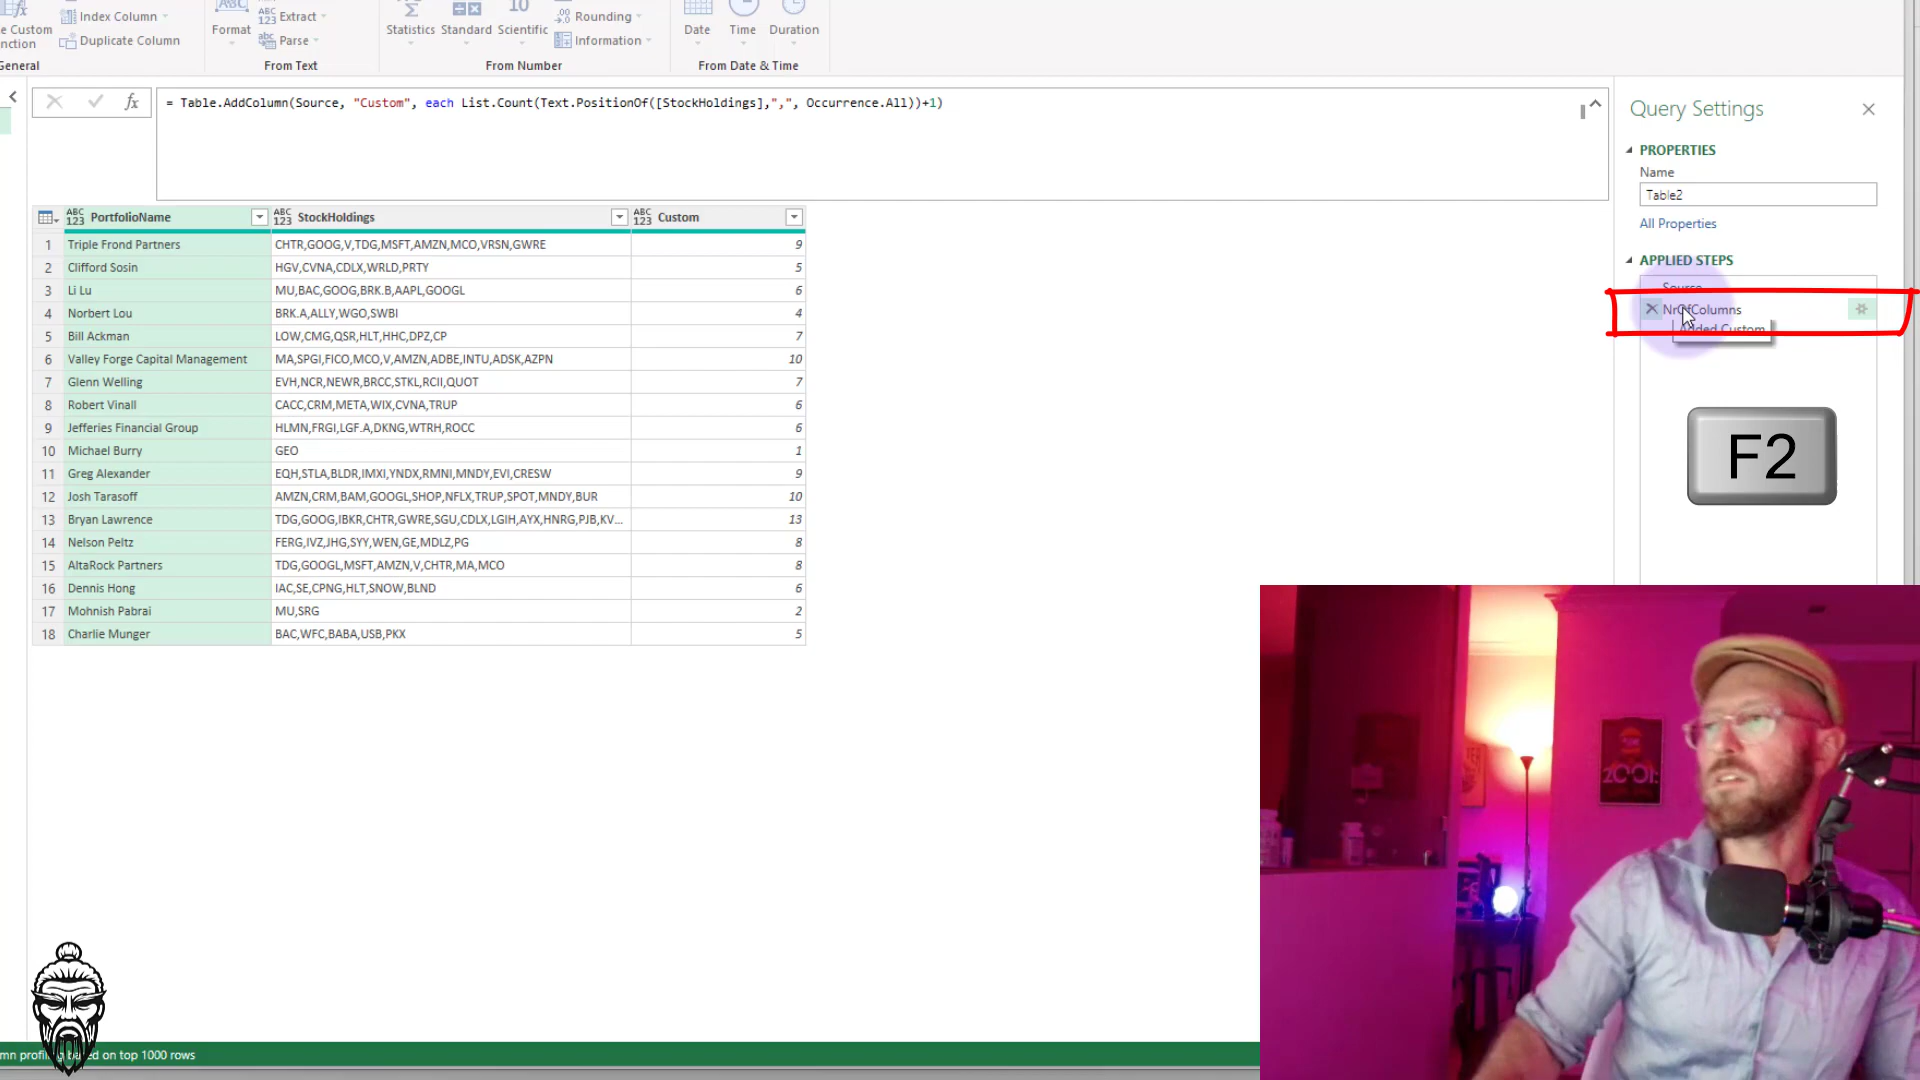 Custom
nction
General
Index Column
Duplicate Column
Format
Extract
Parse
From Text
Statistics
Standard
Scientific
10
Rounding
Information
From Number
Date
Time
Duration
From Date & Time
fx
= Table.AddColumn(Source, "Custom", each List.Count(Text.PositionOf([StockHoldings],",", Occurrence.All))+1)
ABC 123 PortfolioName ABC 123 StockHoldings ABC 123 Custom
1 Triple Frond Partners CHTR,GOOG,V,TDG,MSFT,AMZN,MCO,VRSN,GWRE 9
2 Clifford Sosin HGV,CVNA,CDLX,WRLD,PRTY 5
3 Li Lu MU,BAC,GOOG,BRK.B,AAPL,GOOGL 6
4 Norbert Lou BRK.A,ALLY,WGO,SWBI 4
5 Bill Ackman LOW,CMG,QSR,HLT,HHC,DPZ,CP 7
6 Valley Forge Capital Management MA,SPGI,FICO,MCO,V,AMZN,ADBE,INTU,ADSK,AZPN 10
7 Glenn Welling EVH,NCR,NEWR,BRCC,STKL,RCII,QUOT 7
8 Robert Vinall CACC,CRM,META,WIX,CVNA,TRUP 6
9 Jefferies Financial Group HLMN,FRGI,LGF.A,DKNG,WTRH,ROCC 6
10 Michael Burry GEO 1
11 Greg Alexander EQH,STLA,BLDR,IMXI,YNDX,RMNI,MNDY,EVI,CRESW 9
12 Josh Tarasoff AMZN,CRM,BAM,GOOGL,SHOP,NFLX,TRUP,SPOT,MNDY,BUR 10
13 Bryan Lawrence TDG,GOOG,IBKR,CHTR,GWRE,SGU,CDLX,LGIH,AYX,HNRG,PJB,KV... 13
14 Nelson Peltz FERG,IVZ,JHG,SYY,WEN,GE,MDLZ,PG 8
15 AltaRock Partners TDG,GOOGL,MSFT,AMZN,V,CHTR,MA,MCO 8
16 Dennis Hong IAC,SE,CPNG,HLT,SNOW,BLND 6
17 Mohnish Pabrai MU,SRG 2
18 Charlie Munger BAC,WFC,BABA,USB,PKX 5
Query Settings
PROPERTIES
Name
Table2
All Properties
APPLIED STEPS
Source
NrOfColumns
Added Custom
F2
on top 1000 rows